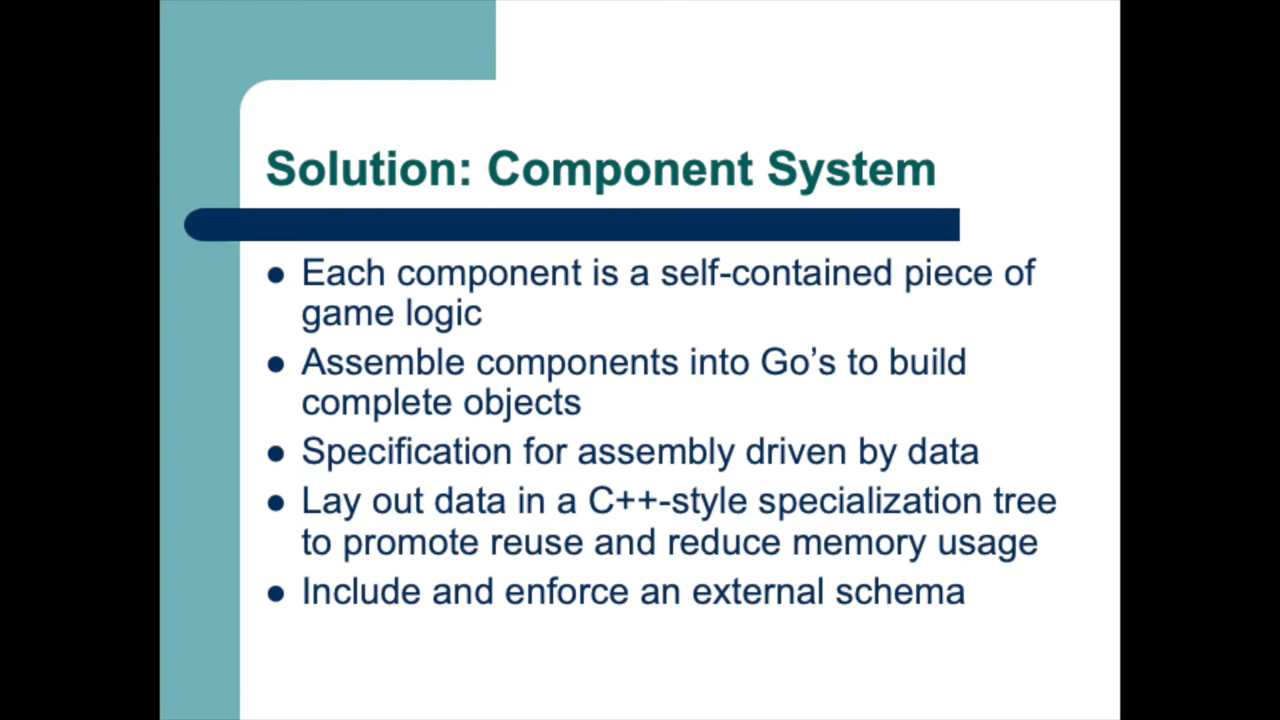 Solution: Component System
● Each component is a self-contained piece of
game logic
● Assemble components into Go’s to build
complete objects
● Specification for assembly driven by data
● Lay out data in a C++-style specialization tree
to promote reuse and reduce memory usage
● Include and enforce an external schema